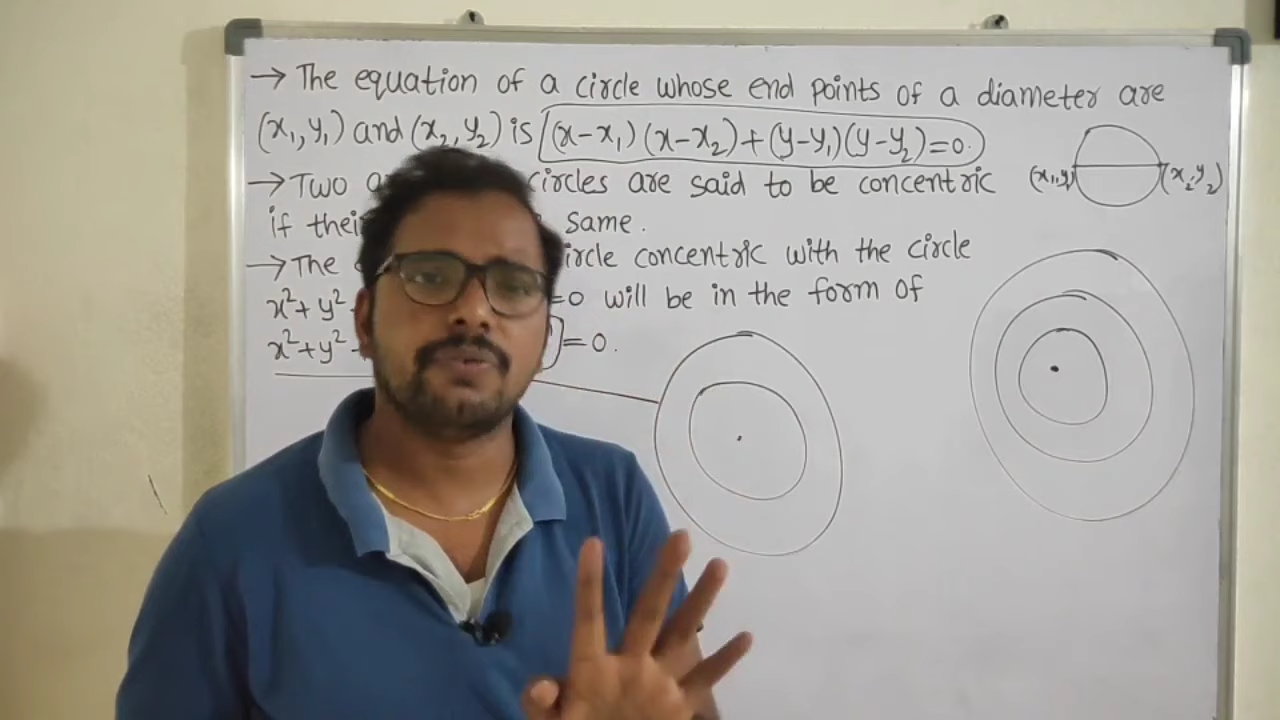 → The equation of a circle whose end points of a diameter are
(x₁, y₁) and (x₂, y₂) is (x-x₁)(x-x₂)+(y-y₁)(y-y₂)=0.
→ Two circles are said to be concentric
if their same.
→ The circle concentric with the circle
x²+y² =0 will be in the form of
x²+y² =0.
(x₁,y₁) (x₂,y₂)